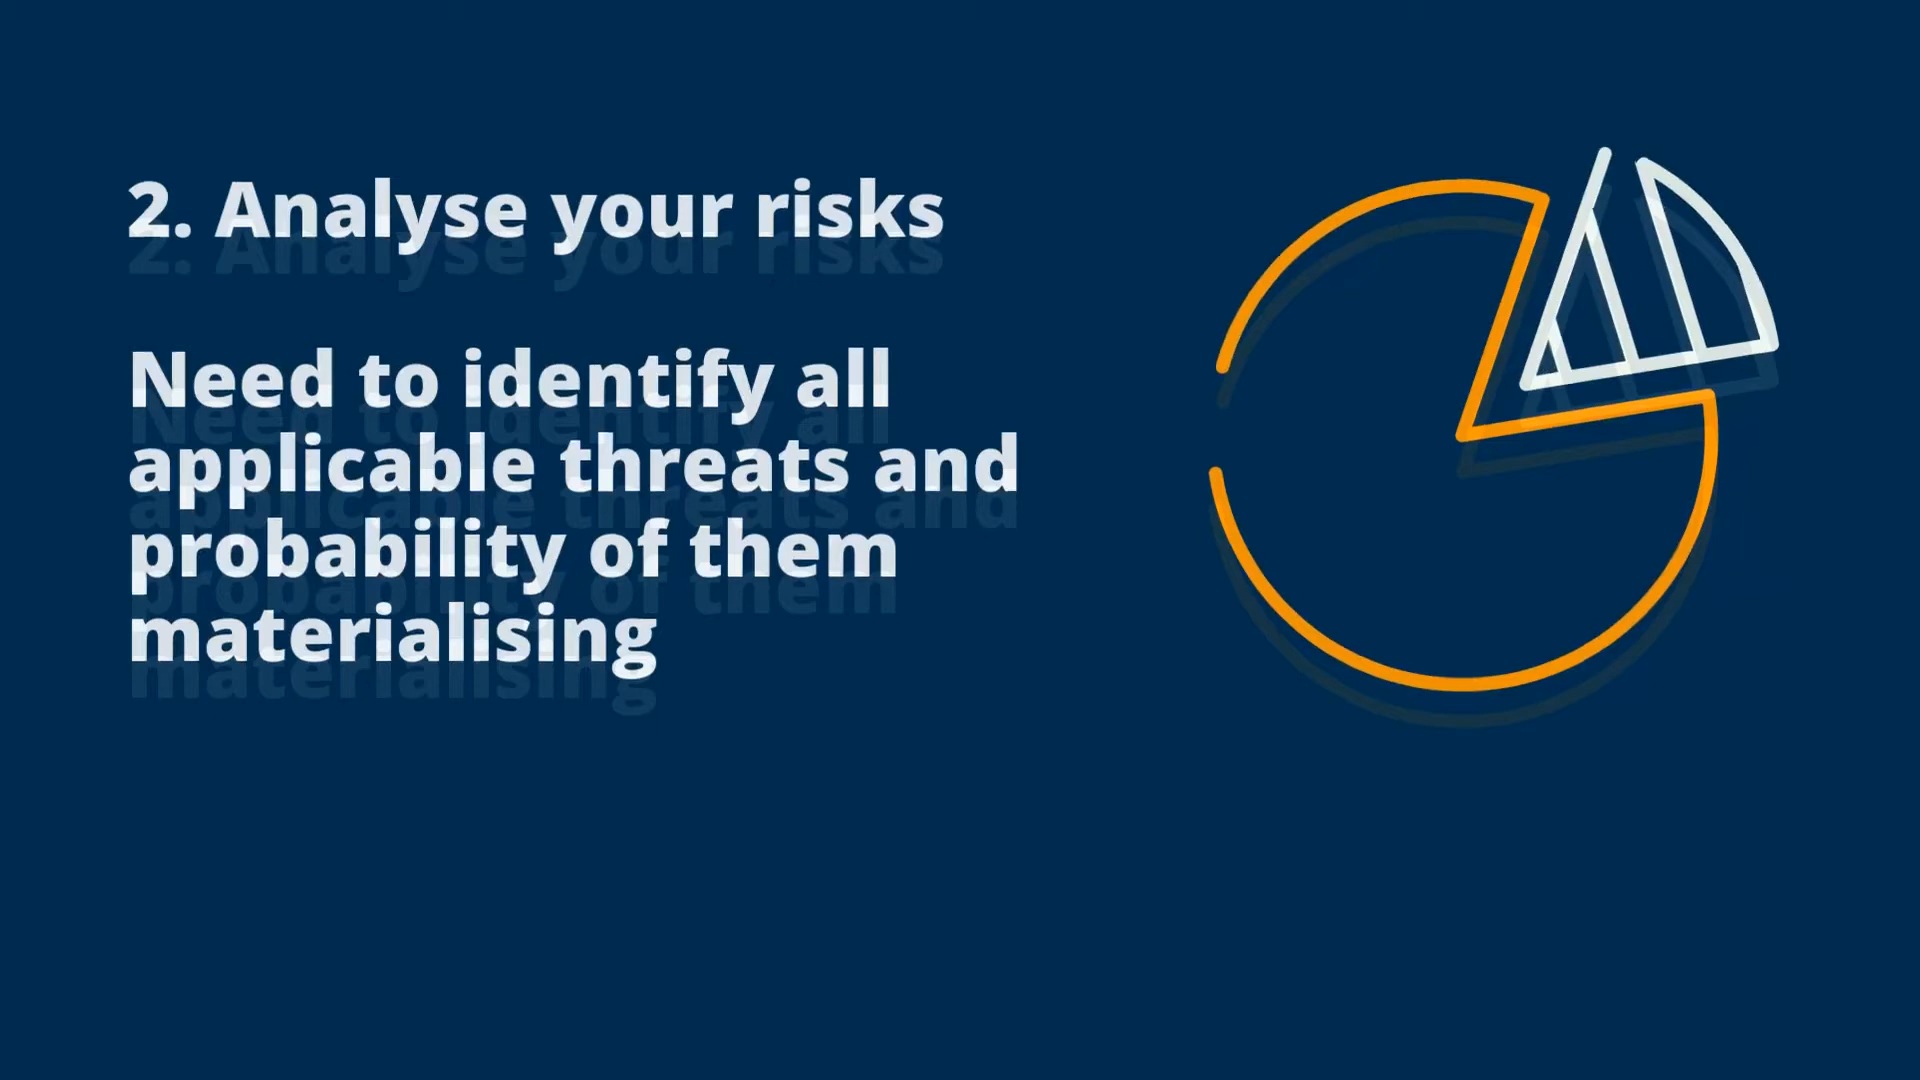 2. Analyse your risks
Need to identify all
applicable threats and
probability of them
materialising